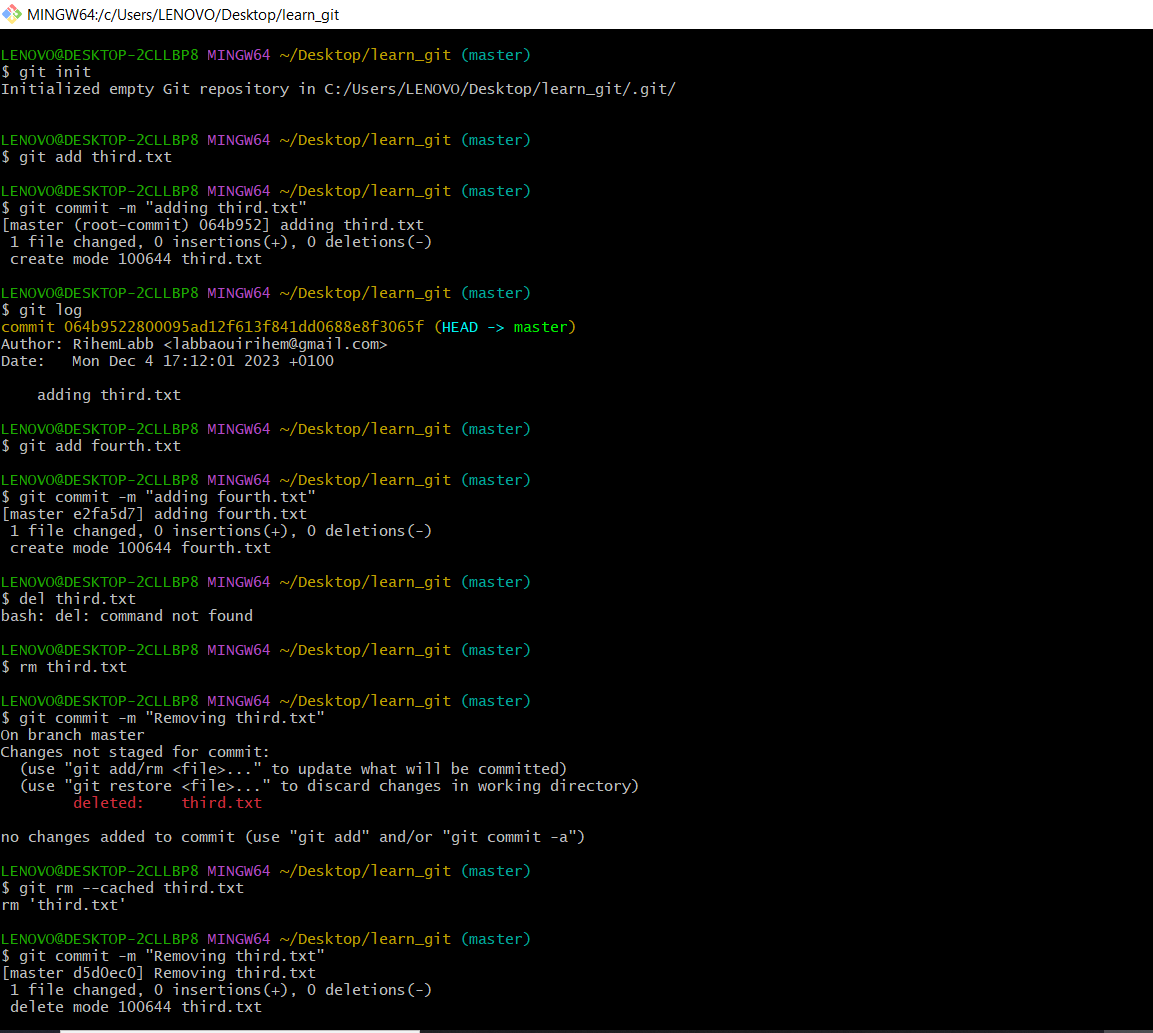 MINGW64:/c/Users/LENOVO/Desktop/learn_git
LENOVO@DESKTOP-2CLLBP8 MINGW64 ~/Desktop/learn_git (master)
$ git init
Initialized empty Git repository in C:/Users/LENOVO/Desktop/learn_git/.git/
LENOVO@DESKTOP-2CLLBP8 MINGW64 ~/Desktop/learn_git (master)
$ git add third.txt
LENOVO@DESKTOP-2CLLBP8 MINGW64 ~/Desktop/learn_git (master)
$ git commit -m "adding third.txt"
[master (root-commit) 064b952] adding third.txt
 1 file changed, 0 insertions(+), 0 deletions(-)
 create mode 100644 third.txt
LENOVO@DESKTOP-2CLLBP8 MINGW64 ~/Desktop/learn_git (master)
$ git log
commit 064b9522800095ad12f613f841dd0688e8f3065f (HEAD -> master)
Author: RihemLabb <labbaouirihem@gmail.com>
Date:   Mon Dec 4 17:12:01 2023 +0100
    adding third.txt
LENOVO@DESKTOP-2CLLBP8 MINGW64 ~/Desktop/learn_git (master)
$ git add fourth.txt
LENOVO@DESKTOP-2CLLBP8 MINGW64 ~/Desktop/learn_git (master)
$ git commit -m "adding fourth.txt"
[master e2fa5d7] adding fourth.txt
 1 file changed, 0 insertions(+), 0 deletions(-)
 create mode 100644 fourth.txt
LENOVO@DESKTOP-2CLLBP8 MINGW64 ~/Desktop/learn_git (master)
$ del third.txt
bash: del: command not found
LENOVO@DESKTOP-2CLLBP8 MINGW64 ~/Desktop/learn_git (master)
$ rm third.txt
LENOVO@DESKTOP-2CLLBP8 MINGW64 ~/Desktop/learn_git (master)
$ git commit -m "Removing third.txt"
On branch master
Changes not staged for commit:
  (use "git add/rm <file>..." to update what will be committed)
  (use "git restore <file>..." to discard changes in working directory)
        deleted:    third.txt
no changes added to commit (use "git add" and/or "git commit -a")
LENOVO@DESKTOP-2CLLBP8 MINGW64 ~/Desktop/learn_git (master)
$ git rm --cached third.txt
rm 'third.txt'
LENOVO@DESKTOP-2CLLBP8 MINGW64 ~/Desktop/learn_git (master)
$ git commit -m "Removing third.txt"
[master d5d0ec0] Removing third.txt
 1 file changed, 0 insertions(+), 0 deletions(-)
 delete mode 100644 third.txt